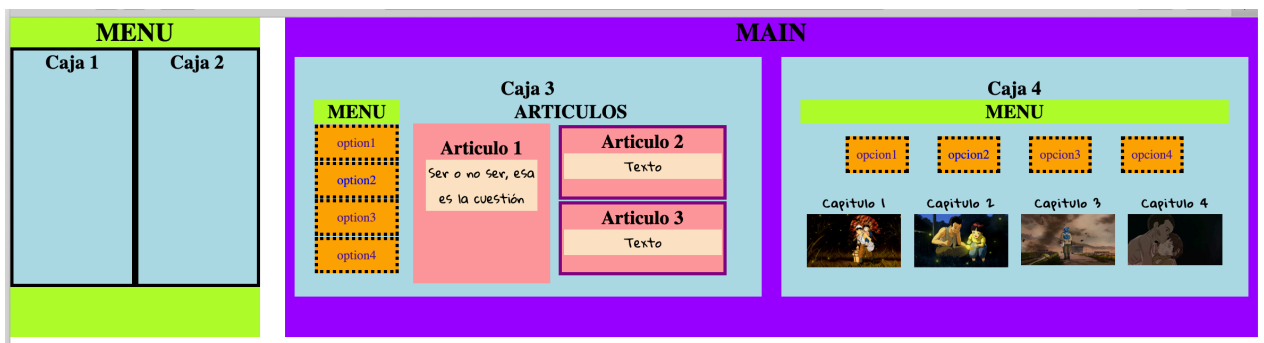 MENU
Caja 1
Caja 2
MAIN
Caja 3
MENU
option1
option2
option3
option4
ARTICULOS
Articulo 1
Ser o no ser, esa
es la cuestión
Articulo 2
Texto
Articulo 3
Texto
Caja 4
MENU
opcion1
opcion2
opcion3
opcion4
Capitulo 1
Capitulo 2
Capitulo 3
Capitulo 4